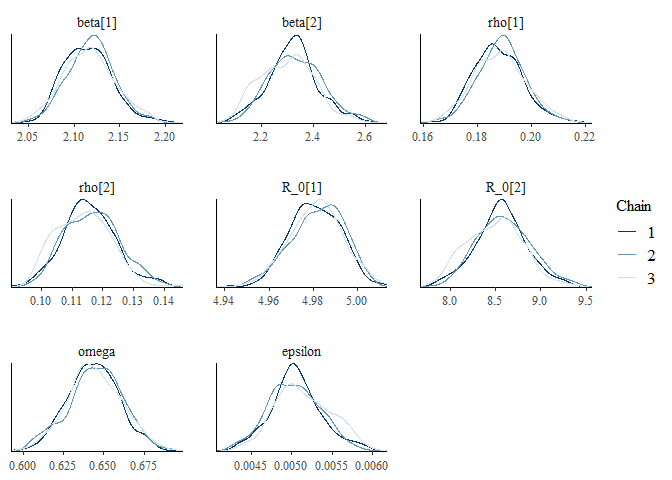 beta[1] beta[2] rho[1]
2.05 2.10 2.15 2.20 2.2 2.4 2.6 0.16 0.18 0.20 0.22
rho[2] R_0[1] R_0[2]
0.10 0.11 0.12 0.13 0.14 4.94 4.96 4.98 5.00 8.0 8.5 9.0 9.5
Chain
1
2
3
omega epsilon
0.600 0.625 0.650 0.675 0.0045 0.0050 0.0055 0.0060